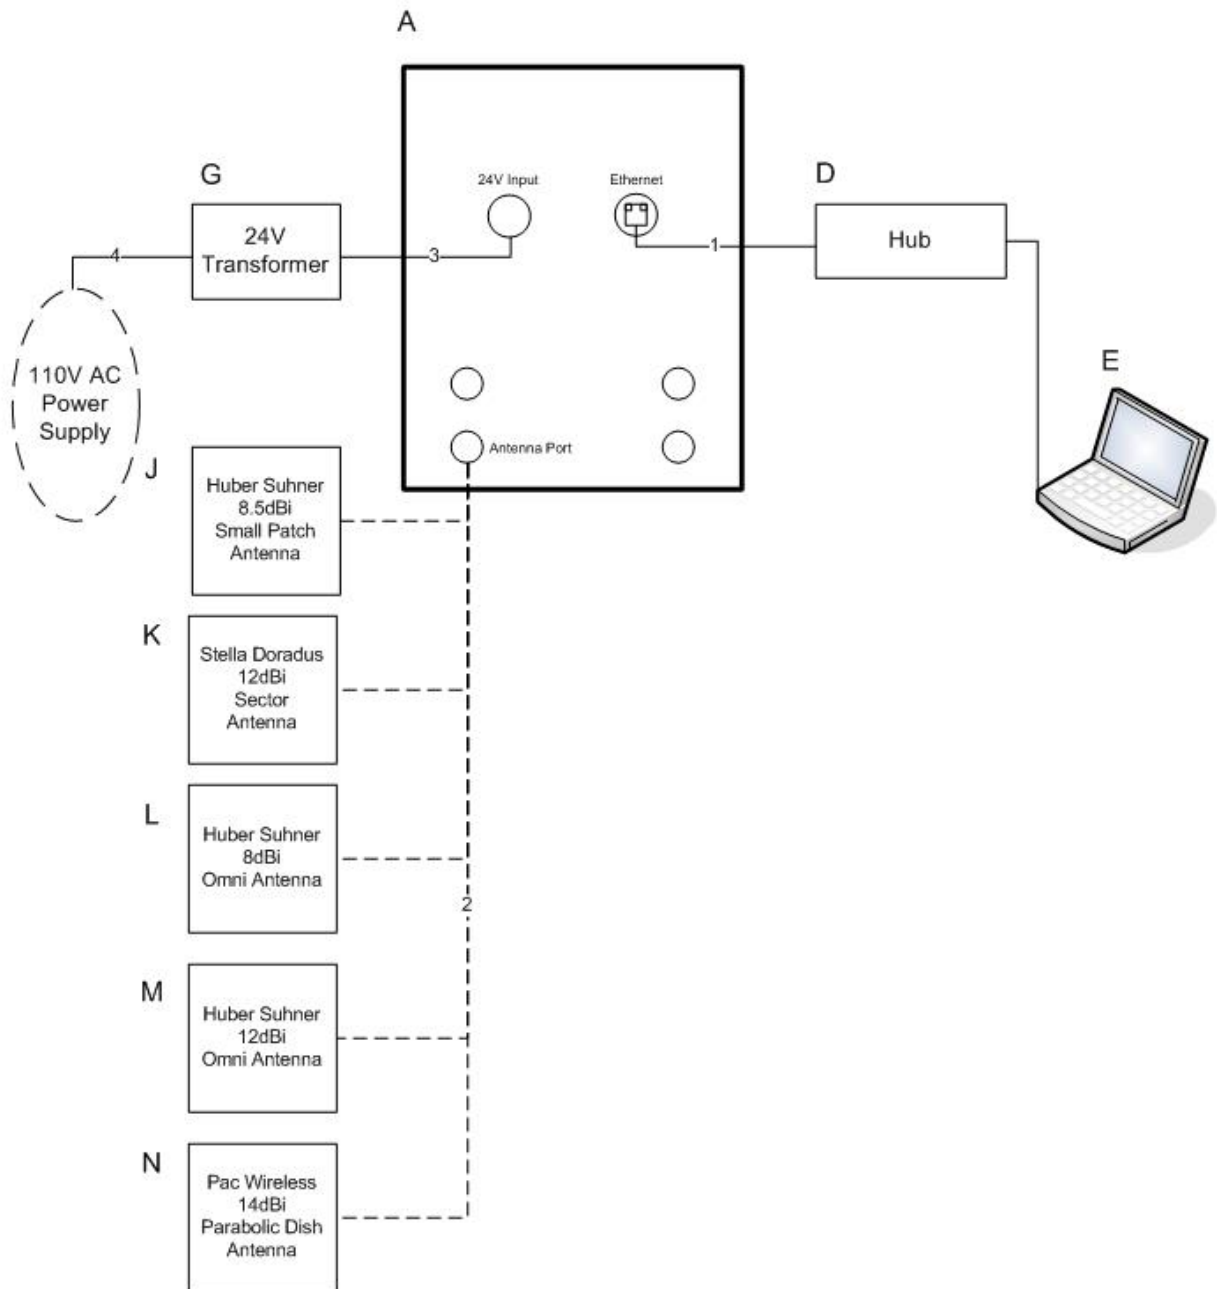 A
G
D
24V Input
Ethernet
24V
Transformer
Hub
4
3
1
110V AC
Power
Supply
E
Antenna Port
J
Huber Suhner
8.5dBi
Small Patch
Antenna
K
Stella Doradus
12dBi
Sector
Antenna
L
Huber Suhner
8dBi
Omni Antenna
2
M
Huber Suhner
12dBi
Omni Antenna
N
Pac Wireless
14dBi
Parabolic Dish
Antenna